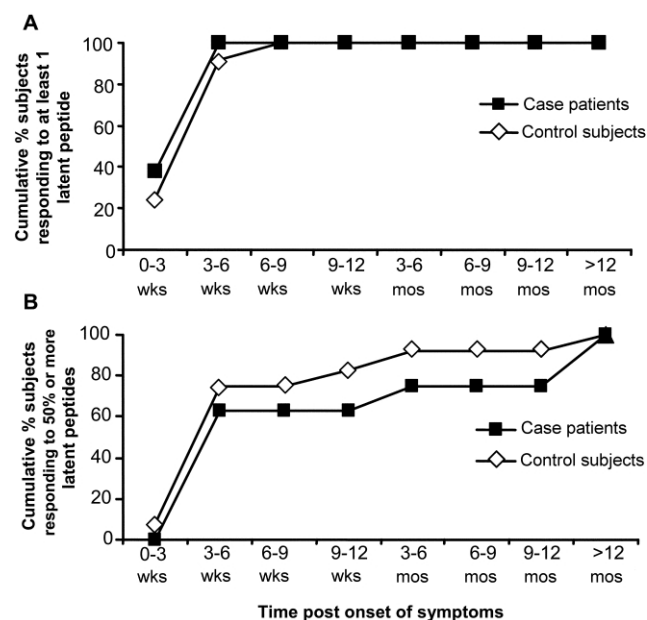 A
Cumulative % subjects
responding to at least 1
latent peptide
100
80
60
40
20
0
Case patients
Control subjects
0-3 3-6 6-9 9-12 3-6 6-9 9-12 >12
wks wks wks wks mos mos mos mos
B
Cumulative % subjects
responding to 50% or more
latent peptides
100
80
60
40
20
0
Case patients
Control subjects
0-3 3-6 6-9 9-12 3-6 6-9 9-12 >12
wks wks wks wks mos mos mos mos
Time post onset of symptoms